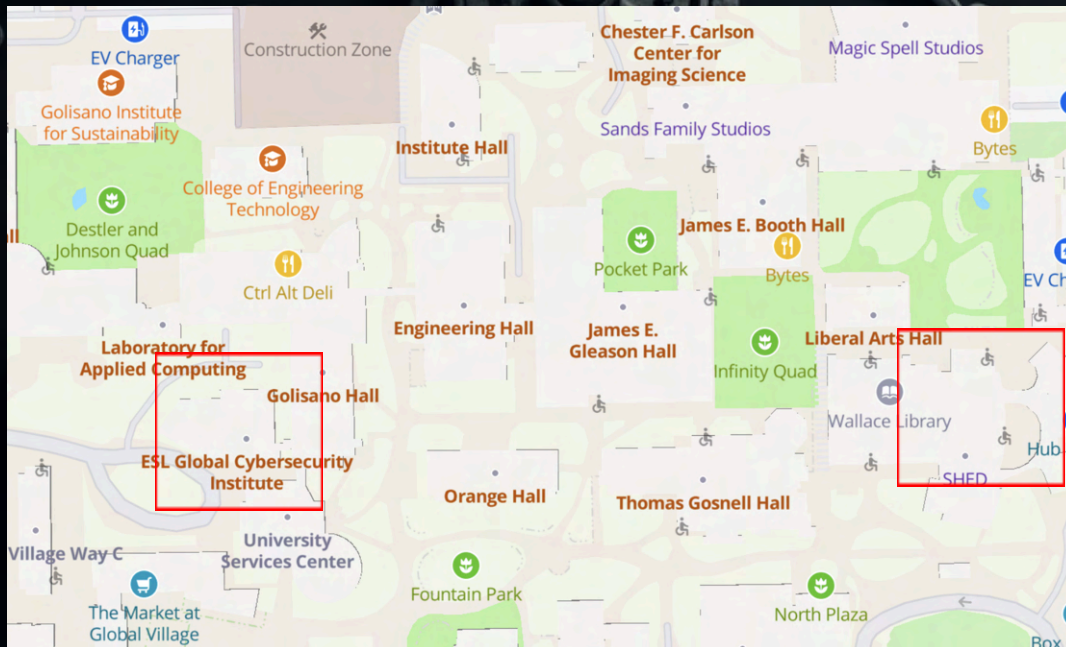 EV Charger
Construction Zone
Chester F. Carlson
Center for
Imaging Science
Magic Spell Studios
Golisano Institute
for Sustainability
Sands Family Studios
Bytes
Institute Hall
College of Engineering
Technology
Destler and
Johnson Quad
James E. Booth Hall
Pocket Park
Bytes
Ctrl Alt Deli
Engineering Hall
James E.
Gleason Hall
Liberal Arts Hall
Laboratory for
Applied Computing
Infinity Quad
Golisano Hall
Wallace Library
Hub
ESL Global Cybersecurity
Institute
SHED
Orange Hall
Thomas Gosnell Hall
University
Services Center
Village Way C
Fountain Park
The Market at
Global Village
North Plaza
Box